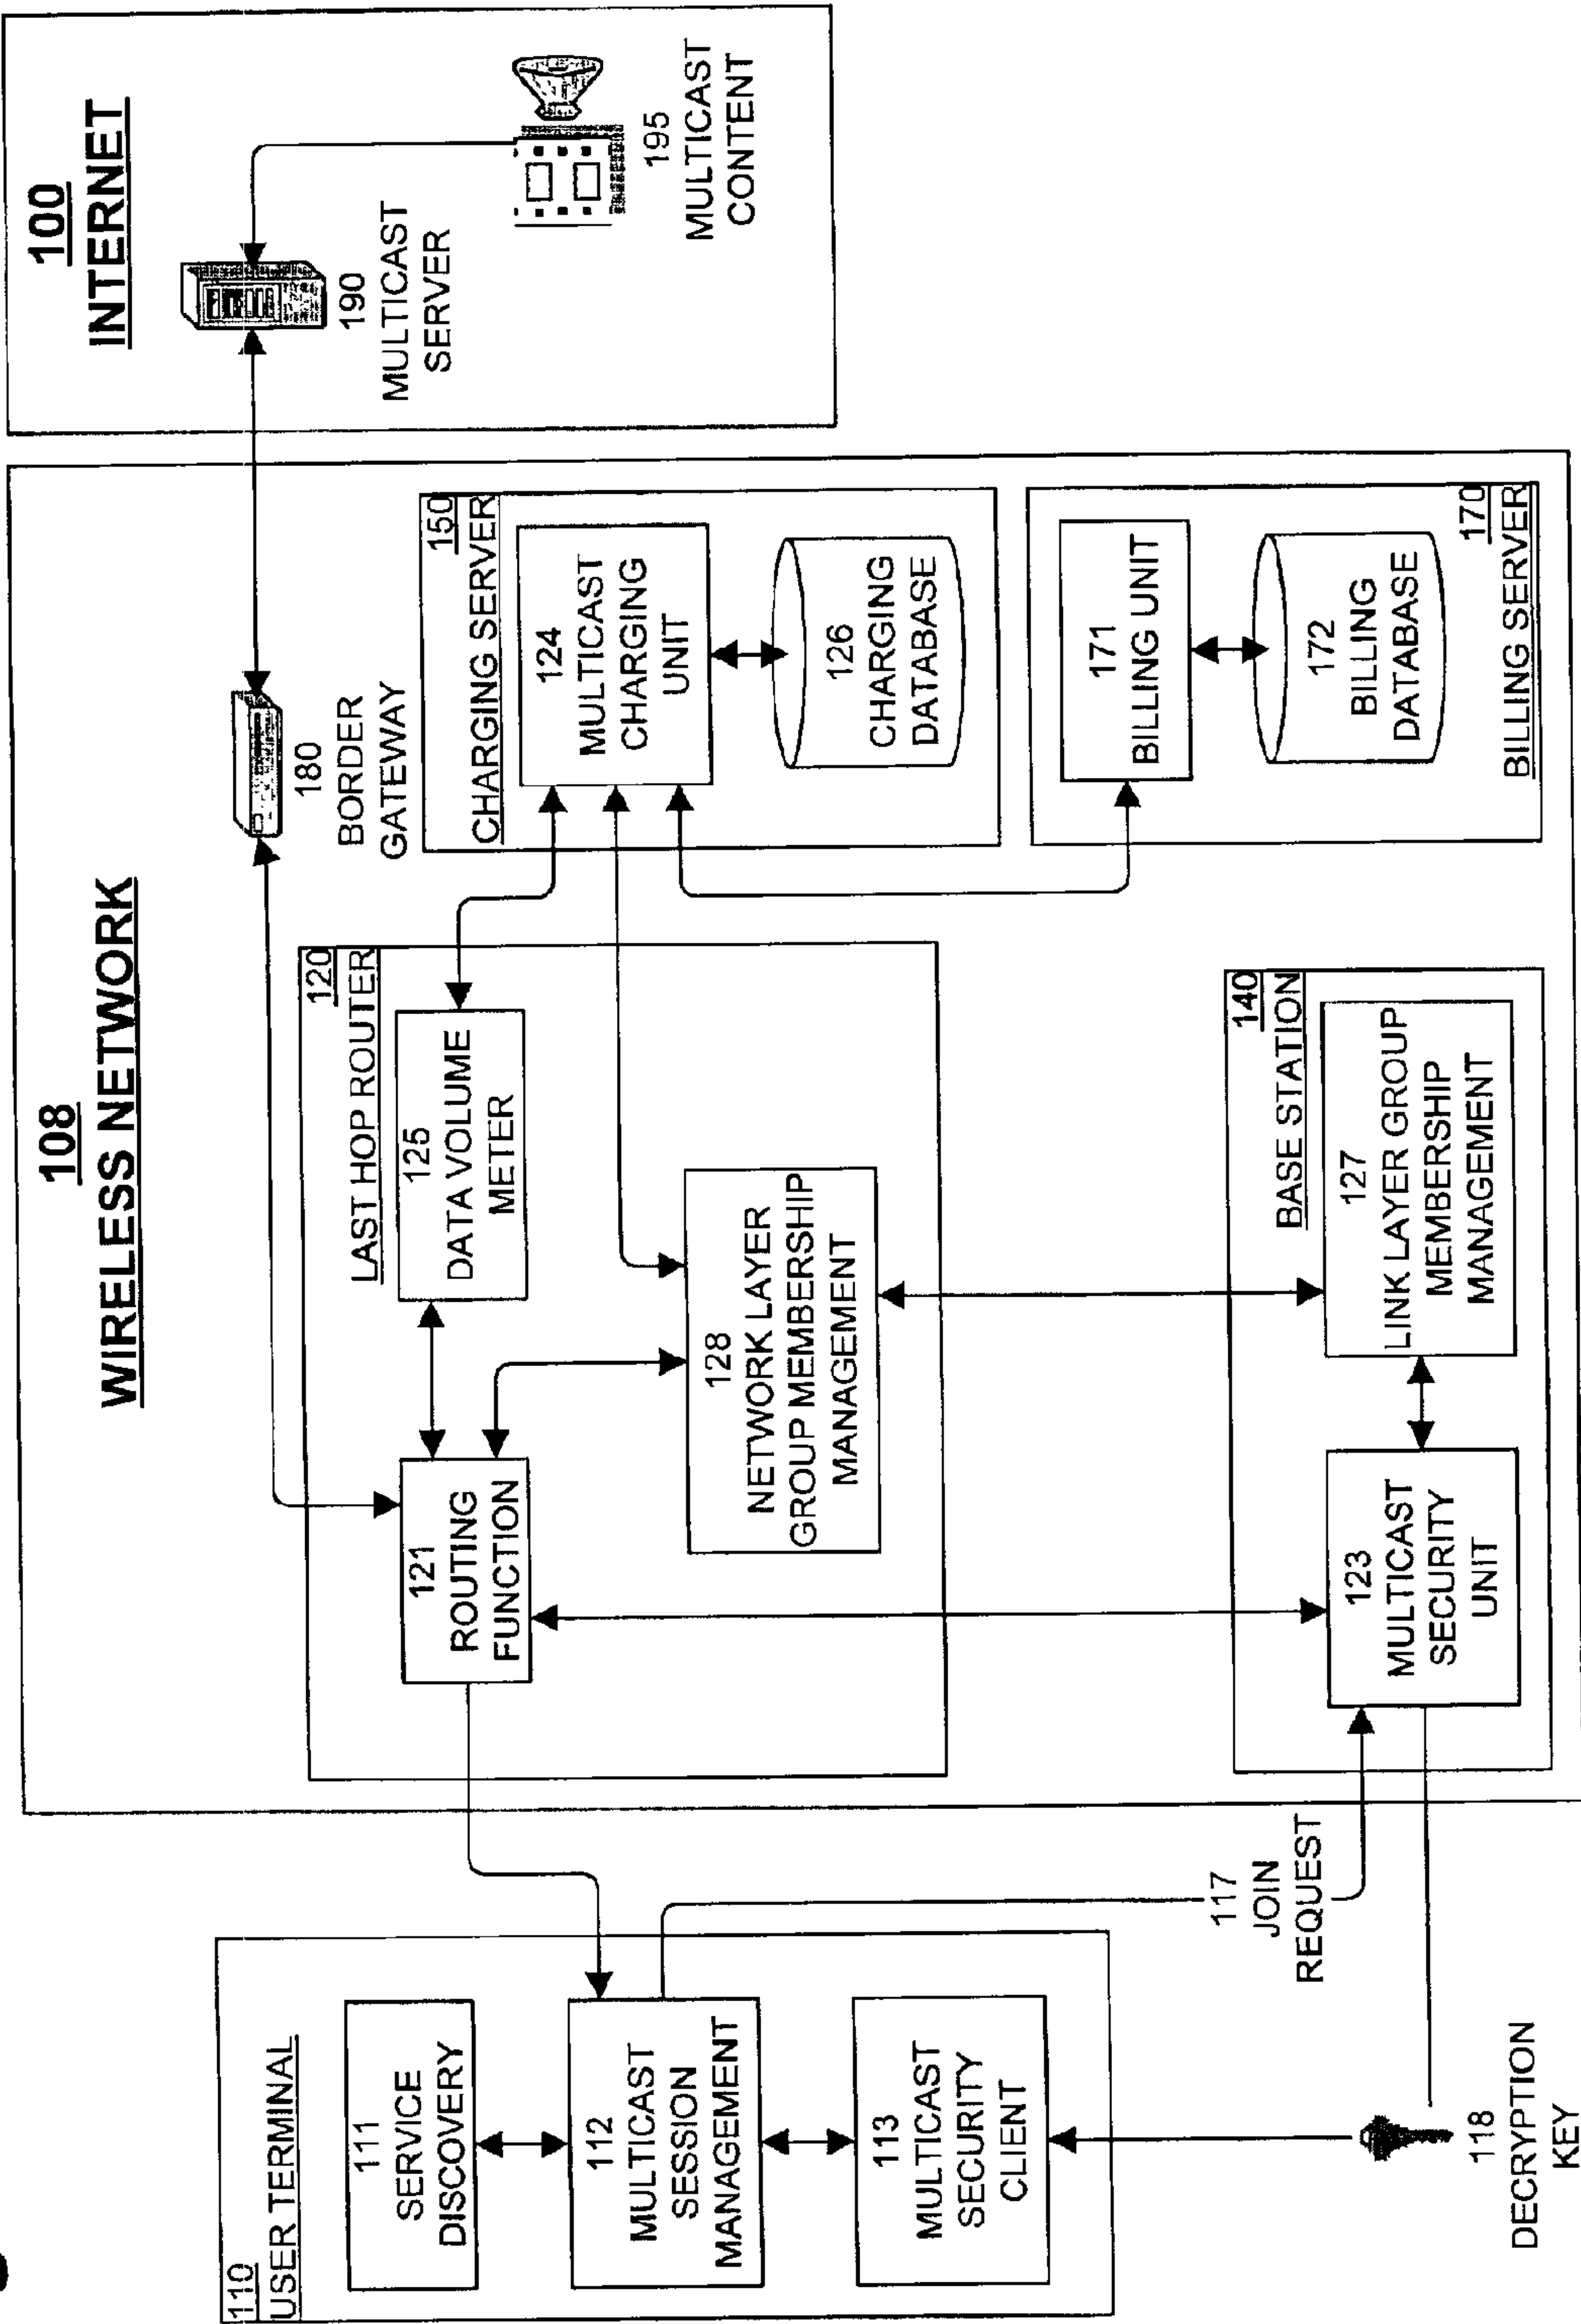 100
INTERNET
190
MULTICAST
SERVER
195
MULTICAST
CONTENT
108
WIRELESS NETWORK
180
BORDER
GATEWAY
150
CHARGING SERVER
124
MULTICAST
CHARGING
UNIT
126
CHARGING
DATABASE
171
BILLING UNIT
172
BILLING
DATABASE
170
BILLING SERVER
120
LAST HOP ROUTER
125
DATA VOLUME
METER
121
ROUTING
FUNCTION
128
NETWORK LAYER
GROUP MEMBERSHIP
MANAGEMENT
140
BASE STATION
127
LINK LAYER GROUP
MEMBERSHIP
MANAGEMENT
123
MULTICAST
SECURITY
UNIT
110
USER TERMINAL
111
SERVICE
DISCOVERY
112
MULTICAST
SESSION
MANAGEMENT
113
MULTICAST
SECURITY
CLIENT
117
JOIN
REQUEST
118
DECRYPTION
KEY